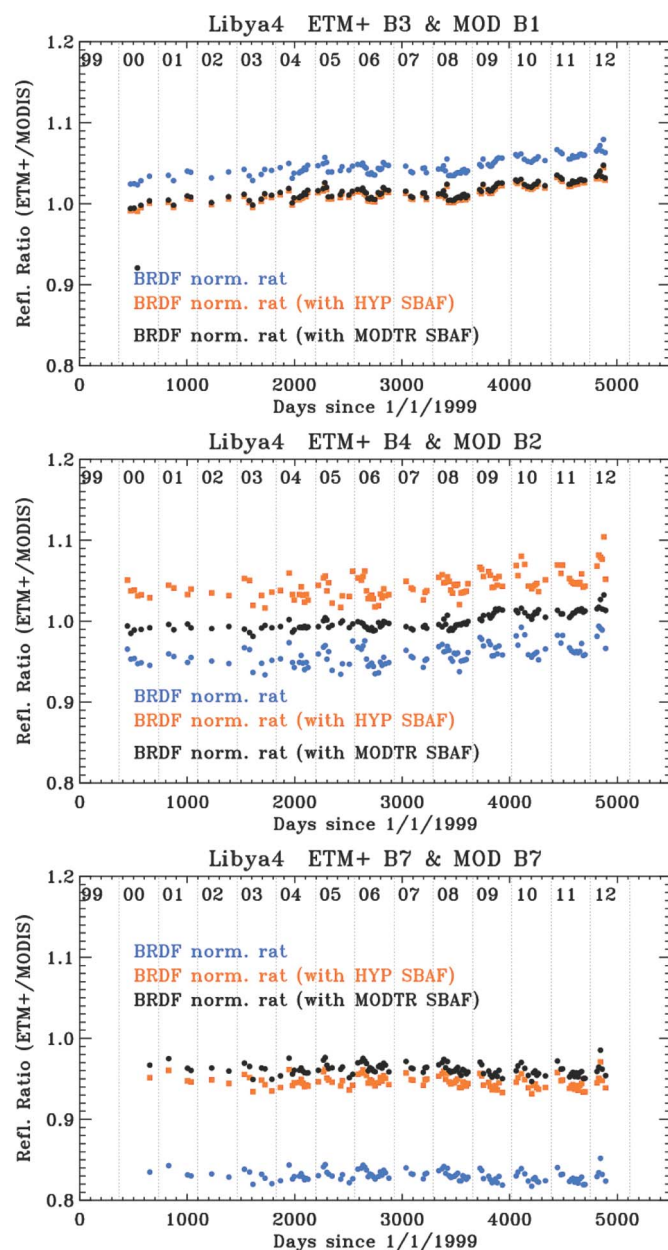 Libya4 ETM+ B3 & MOD B1
1.2
99 00 01 02 03 04 05 06 07 08 09 10 11 12
1.1
1.0
0.9
0.8
Refl. Ratio (ETM+/MODIS)
BRDF norm. rat
BRDF norm. rat (with HYP SBAF)
BRDF norm. rat (with MODTR SBAF)
0 1000 2000 3000 4000 5000
Days since 1/1/1999
Libya4 ETM+ B4 & MOD B2
1.2
99 00 01 02 03 04 05 06 07 08 09 10 11 12
1.1
1.0
0.9
0.8
Refl. Ratio (ETM+/MODIS)
BRDF norm. rat
BRDF norm. rat (with HYP SBAF)
BRDF norm. rat (with MODTR SBAF)
0 1000 2000 3000 4000 5000
Days since 1/1/1999
Libya4 ETM+ B7 & MOD B7
1.2
99 00 01 02 03 04 05 06 07 08 09 10 11 12
1.1
1.0
0.9
0.8
Refl. Ratio (ETM+/MODIS)
BRDF norm. rat
BRDF norm. rat (with HYP SBAF)
BRDF norm. rat (with MODTR SBAF)
0 1000 2000 3000 4000 5000
Days since 1/1/1999